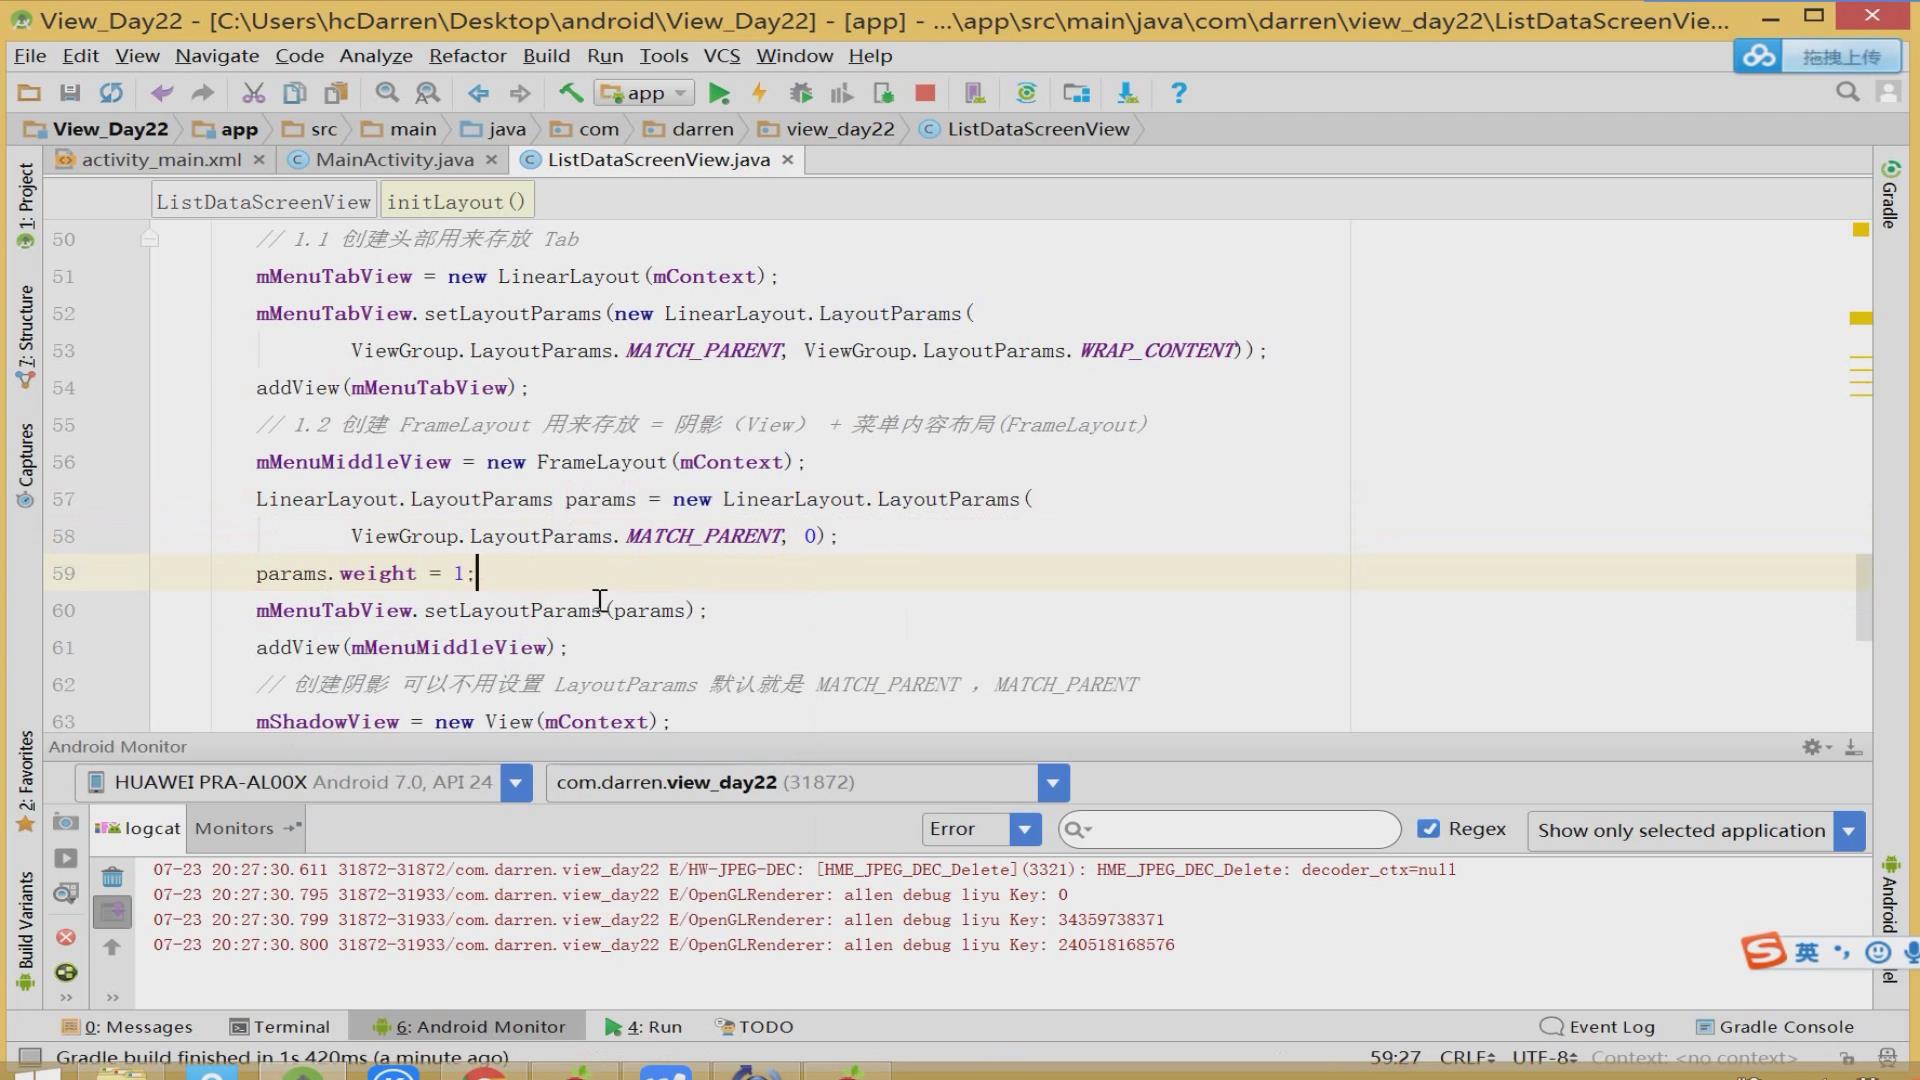 View_Day22 - [C:\Users\hcDarren\Desktop\android\View_Day22] - [app] - ...\app\src\main\java\com\darren\view_day22\ListDataScreenVie...
File Edit View Navigate Code Analyze Refactor Build Run Tools VCS Window Help
拖拽上传
app
View_Day22 app src main java com darren view_day22 ListDataScreenView
activity_main.xml MainActivity.java ListDataScreenView.java
ListDataScreenView initLayout()
50 // 1.1 创建头部用来存放 Tab
51 mMenuTabView = new LinearLayout(mContext);
52 mMenuTabView.setLayoutParams(new LinearLayout.LayoutParams(
53 ViewGroup.LayoutParams.MATCH_PARENT, ViewGroup.LayoutParams.WRAP_CONTENT));
54 addView(mMenuTabView);
55 // 1.2 创建 FrameLayout 用来存放 = 阴影（View） + 菜单内容布局(FrameLayout)
56 mMenuMiddleView = new FrameLayout(mContext);
57 LinearLayout.LayoutParams params = new LinearLayout.LayoutParams(
58 ViewGroup.LayoutParams.MATCH_PARENT, 0);
59 params.weight = 1;
60 mMenuTabView.setLayoutParams(params);
61 addView(mMenuMiddleView);
62 // 创建阴影 可以不用设置 LayoutParams 默认就是 MATCH_PARENT ，MATCH_PARENT
63 mShadowView = new View(mContext);
1: Project
7: Structure
Captures
2: Favorites
Build Variants
Gradle
Android
Android Monitor
HUAWEI PRA-AL00X Android 7.0, API 24
com.darren.view_day22 (31872)
logcat Monitors
Error
Regex
Show only selected application
07-23 20:27:30.611 31872-31872/com.darren.view_day22 E/HW-JPEG-DEC: [HME_JPEG_DEC_Delete](3321): HME_JPEG_DEC_Delete: decoder_ctx=null
07-23 20:27:30.795 31872-31933/com.darren.view_day22 E/OpenGLRenderer: allen debug liyu Key: 0
07-23 20:27:30.799 31872-31933/com.darren.view_day22 E/OpenGLRenderer: allen debug liyu Key: 34359738371
07-23 20:27:30.800 31872-31933/com.darren.view_day22 E/OpenGLRenderer: allen debug liyu Key: 240518168576
英
0: Messages Terminal 6: Android Monitor 4: Run TODO Event Log Gradle Console
Gradle build finished in 1s 420ms (a minute ago) 59:27 CRLF UTF-8 Context: <no context>